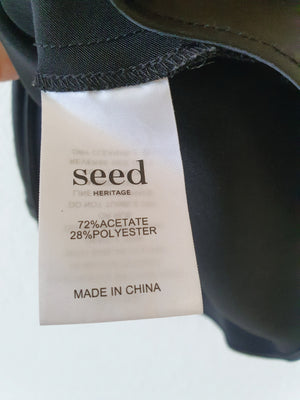 seed
HERITAGE
72%ACETATE
28%POLYESTER
MADE IN CHINA